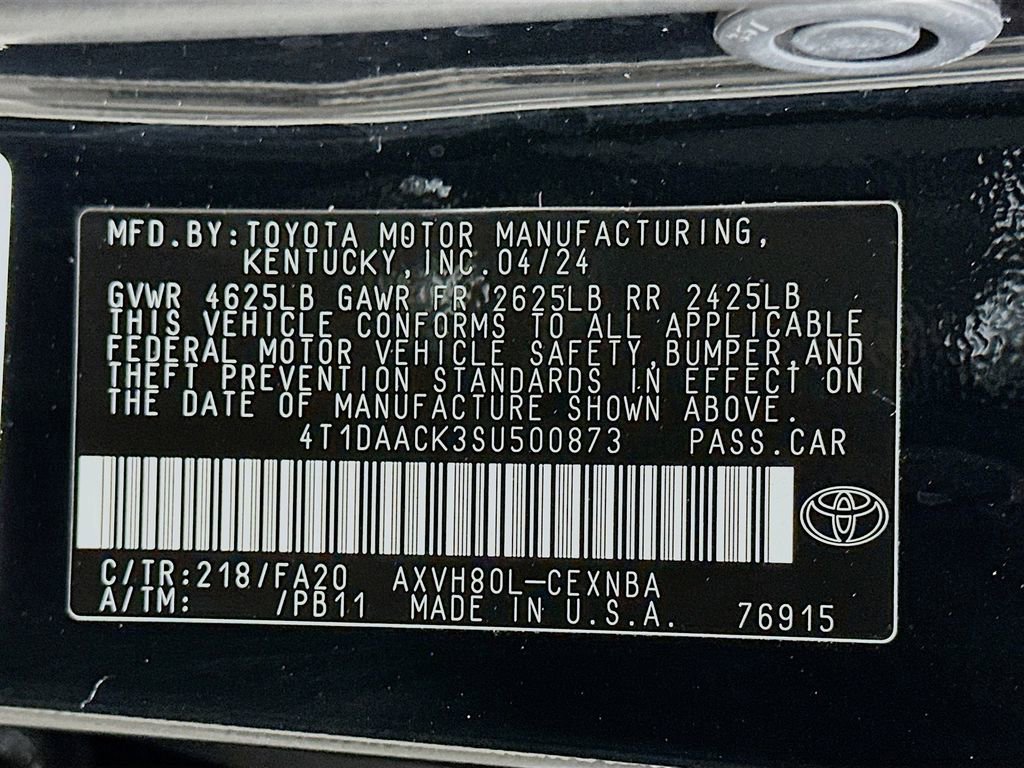 MFD.BY:TOYOTA MOTOR MANUFACTURING,
KENTUCKY,INC.04/24
GVWR 4625LB GAWR FR 2625LB RR 2425LB
THIS VEHICLE CONFORMS TO ALL APPLICABLE
FEDERAL MOTOR VEHICLE SAFETY,BUMPER,AND
THEFT PREVENTION STANDARDS IN EFFECT ON
THE DATE OF MANUFACTURE SHOWN ABOVE.
4T1DAACK3SU500873 PASS.CAR
C/TR:218/FA20 AXVH80L-CEXNBA
A/TM: /PB11 MADE IN U.S.A. 76915